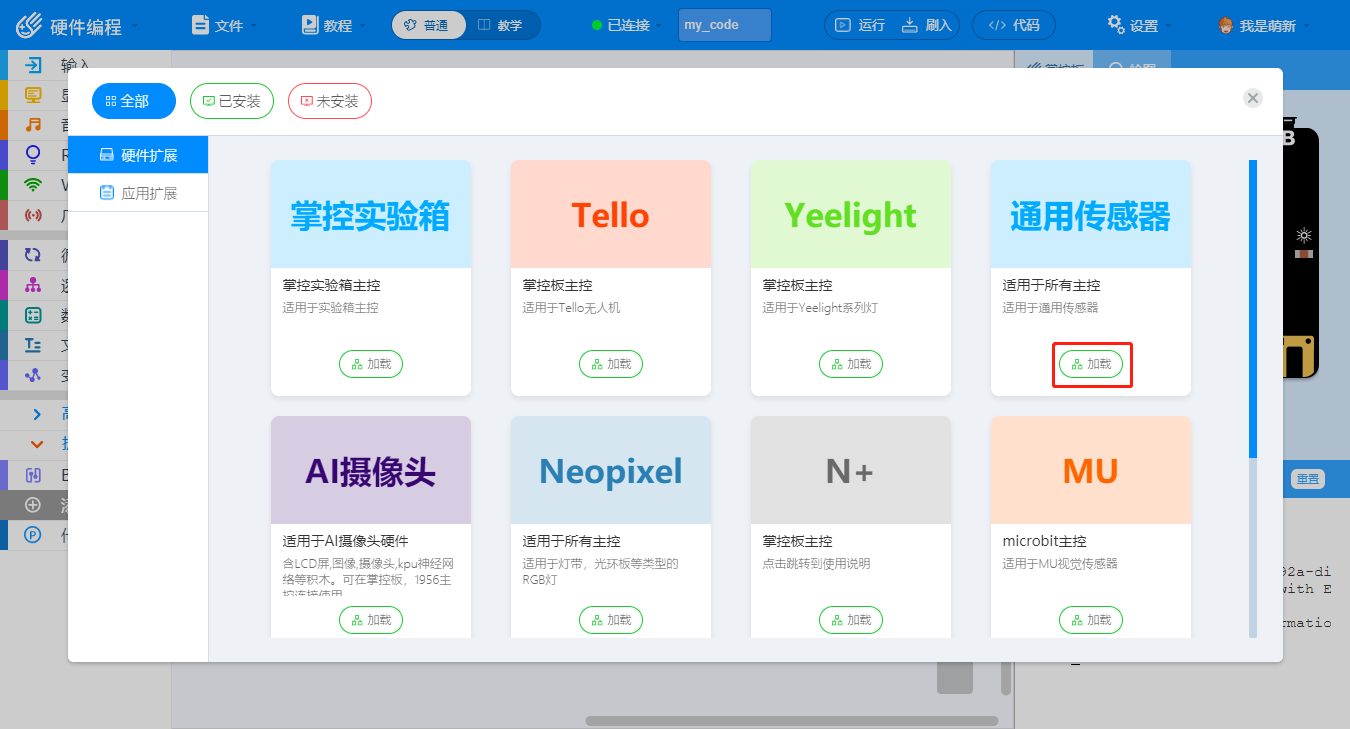 硬件编程
文件
教程
普通
教学
已连接
my_code
运行
刷入
代码
设置
我是萌新
输入
全部
已安装
未安装
硬件扩展
应用扩展
掌控实验箱
掌控实验箱主控
适用于实验箱主控
加载
Tello
掌控板主控
适用于Tello无人机
加载
Yeelight
掌控板主控
适用于Yeelight系列灯
加载
通用传感器
适用于所有主控
适用于通用传感器
加载
AI摄像头
适用于AI摄像头硬件
含LCD屏,图像,摄像头,kpu神经网
络等积木。可在掌控板，1956主
控连接使用
加载
Neopixel
适用于所有主控
适用于灯带，光环板等类型的
RGB灯
加载
N+
掌控板主控
点击跳转到使用说明
加载
MU
microbit主控
适用于MU视觉传感器
加载
B
重置
92a-di
with E
rmatio